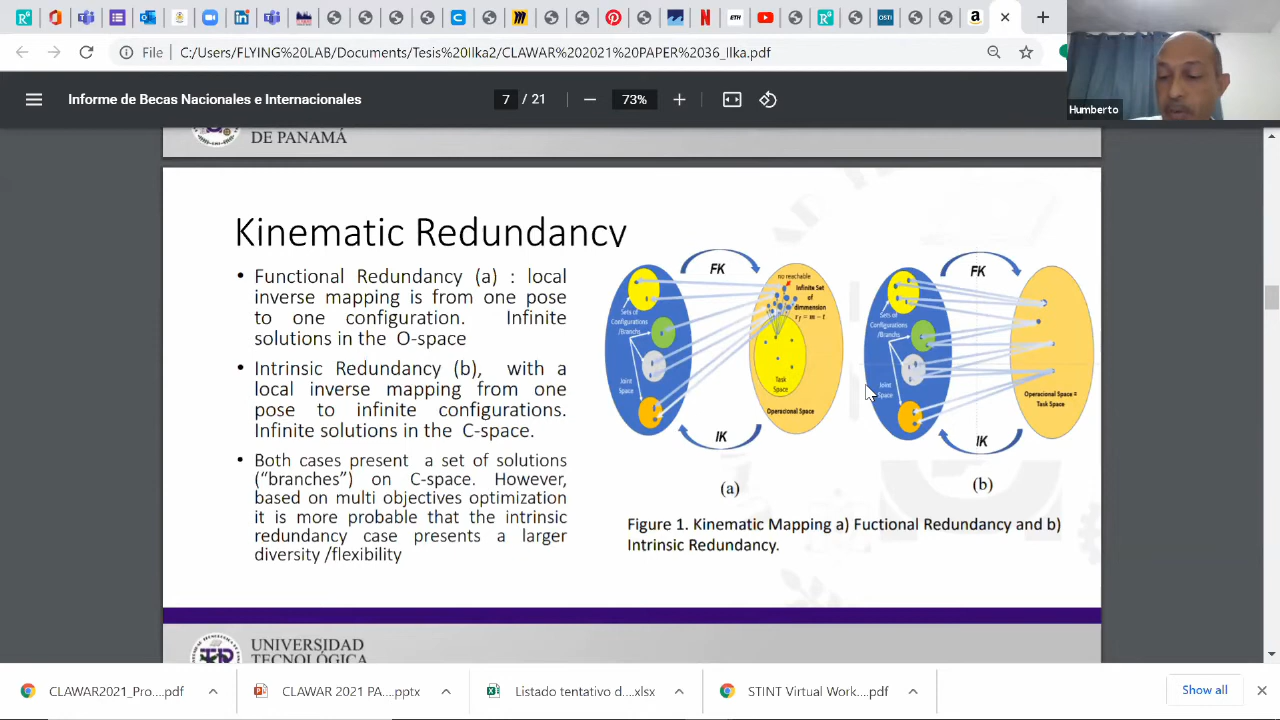 File
C:/Users/FLYING%20LAB/Documents/Tesis%20Ilka2/CLAWAR%202021%20PAPER%2036_Ilka.pdf
Informe de Becas Nacionales e Internacionales
7 / 21
73%
Humberto
DE PANAMÁ
Kinematic Redundancy
• Fuctional Redundancy (a) : local
inverse mapping is from one pose
to one configuration. Infinite
solutions in the O-space
• Intrinsic Redundancy (b), with a
local inverse mapping from one
pose to infinite configurations.
Infinite solutions in the C-space.
• Both cases present a set of solutions
("branches") on C-space. However,
based on multi objectives optimization
it is more probable that the intrinsic
redundancy case presents a larger
diversity /flexibility
FK
Sets of
Configurations
/Branchs
Joint
Space
no reachable
Infinite Set
of
dimmension
Task
Space
Operacional Space
IK
(a)
FK
Sets of
Configurations
/Branchs
Joint
Space
Operacional Space =
Task Space
IK
(b)
Figure 1. Kinematic Mapping a) Fuctional Redundancy and b)
Intrinsic Redundancy.
UNIVERSIDAD
TECNOLÓGICA
CLAWAR2021_Pro....pdf
CLAWAR 2021 PA....pptx
Listado tentativo d....xlsx
STINT Virtual Work....pdf
Show all